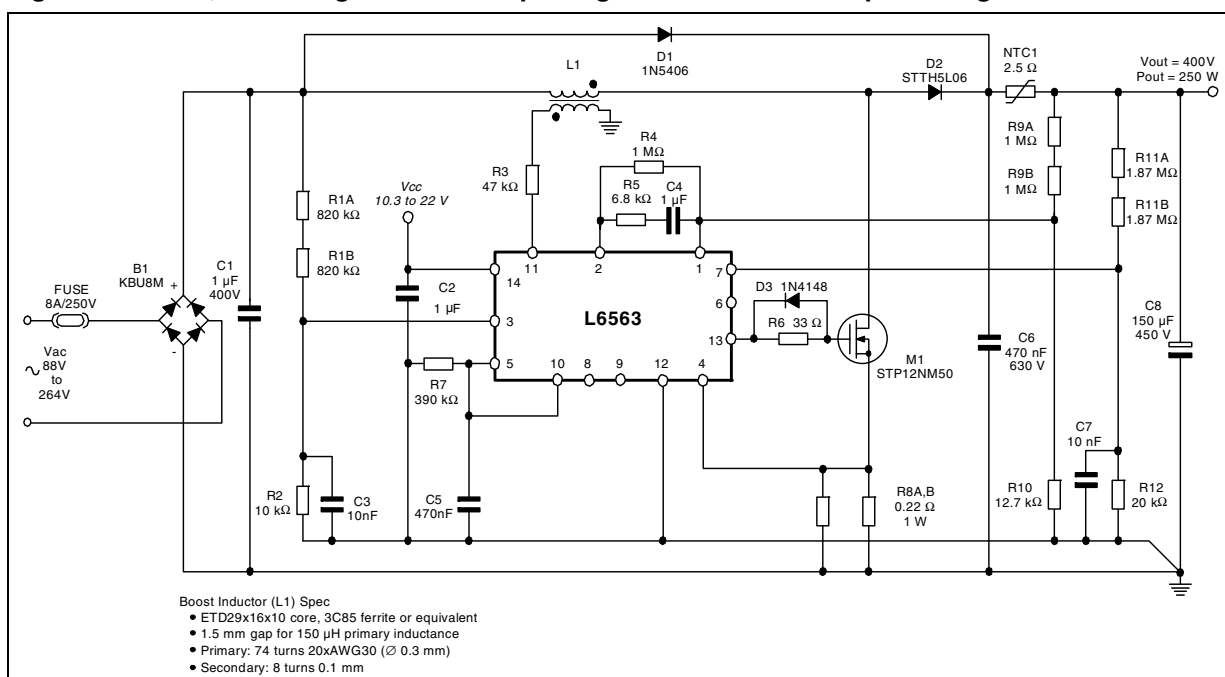 D1
1N5406
L1
D2
STTH5L06
NTC1
2.5 Ω
Vout = 400V
Pout = 250 W
R9A
1 MΩ
R9B
1 MΩ
R11A
1.87 MΩ
R11B
1.87 MΩ
R4
1 MΩ
R5
6.8 kΩ
C4
1 µF
R3
47 kΩ
Vcc
10.3 to 22 V
R1A
820 kΩ
R1B
820 kΩ
B1
KBU8M
+
-
C1
1 µF
400V
FUSE
8A/250V
Vac
88V
to
264V
C2
1 µF
11
2
1
14
7
3
6
L6563
13
5
10
8
9
12
4
D3 1N4148
R6 33 Ω
M1
STP12NM50
C6
470 nF
630 V
C8
150 µF
450 V
R7
390 kΩ
R2
10 kΩ
C3
10nF
C5
470nF
R8A,B
0.22 Ω
1 W
C7
10 nF
R10
12.7 kΩ
R12
20 kΩ
Boost Inductor (L1) Spec
• ETD29x16x10 core, 3C85 ferrite or equivalent
• 1.5 mm gap for 150 µH primary inductance
• Primary: 74 turns 20xAWG30 (∅ 0.3 mm)
• Secondary: 8 turns 0.1 mm